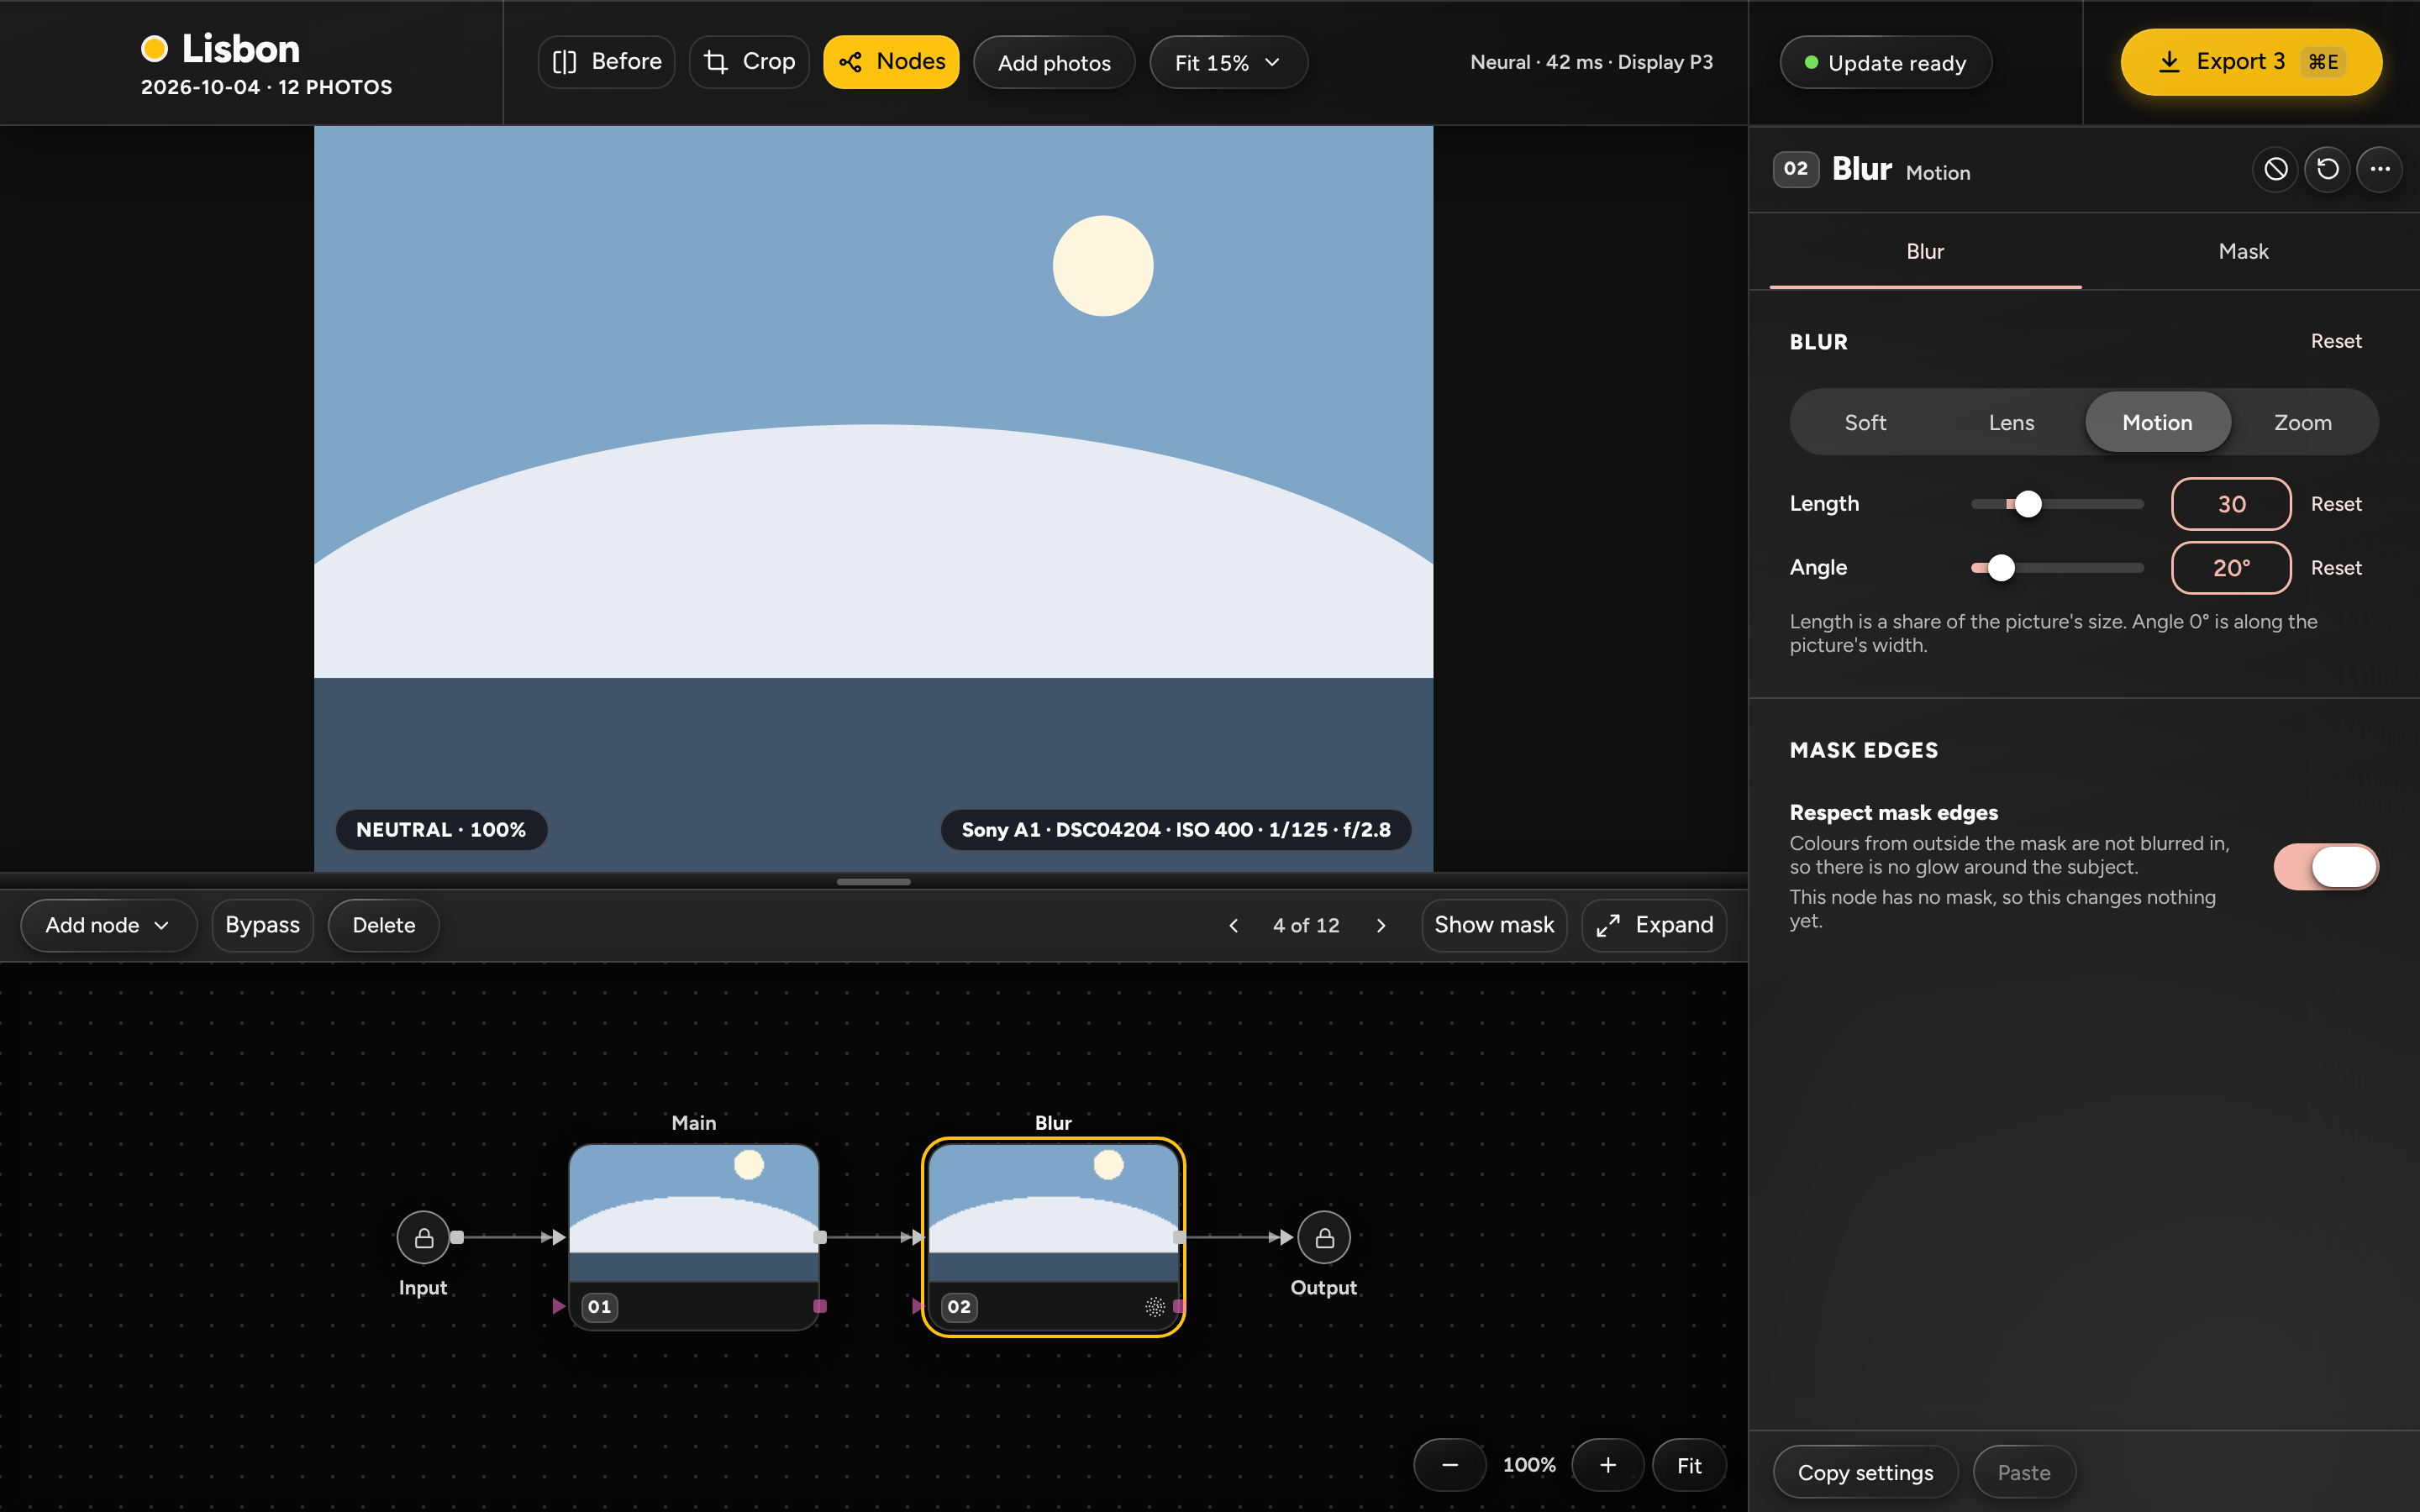 Lisbon
2026-10-04 · 12 PHOTOS
Before
Crop
Nodes
Add photos
Fit 15%
Neural · 42 ms · Display P3
Update ready
Export 3 ⌘E
02 Blur Motion
Blur
Mask
BLUR
Reset
Soft
Lens
Motion
Zoom
Length
30
Reset
Angle
20°
Reset
Length is a share of the picture's size. Angle 0° is along the
picture's width.
MASK EDGES
Respect mask edges
Colours from outside the mask are not blurred in,
so there is no glow around the subject.
This node has no mask, so this changes nothing
yet.
NEUTRAL · 100%
Sony A1 · DSC04204 · ISO 400 · 1/125 · f/2.8
Add node
Bypass
Delete
4 of 12
Show mask
Expand
Main
Blur
Input
Output
01
02
100%
Fit
Copy settings
Paste